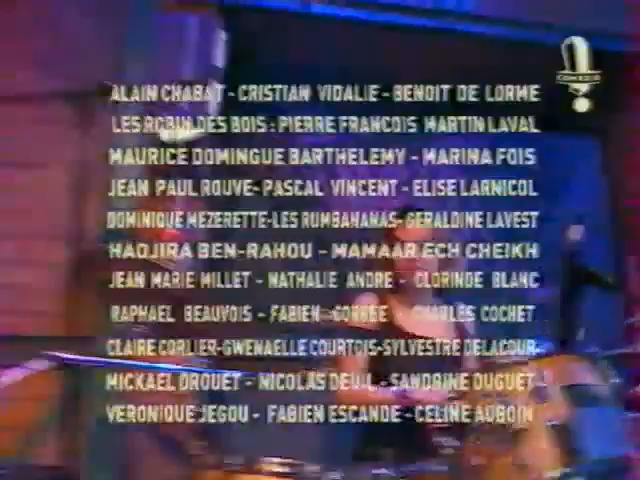 COMEDIE
ALAIN CHABAT - CRISTIAN VIDALIE - BENOIT DE LORME
LES ROBIN DES BOIS : PIERRE FRANCOIS MARTIN LAVAL
MAURICE DOMINGUE BARTHELEMY - MARINA FOIS
JEAN PAUL ROUVE- PASCAL VINCENT - ELISE LARNICOL
DOMINIQUE MEZERETTE-LES RUMBANANAS- GERALDINE LAVEST
HADJIRA BEN-RAHOU - MAMAAR ECH CHEIKH
JEAN MARIE MILLET - NATHALIE ANDRE - CLORINDE BLANC
RAPHAEL BEAUVOIS - FABIEN CORREE - CHARLES COCHET
CLAIRE CORLIER-GWENAELLE COURTOIS-SYLVESTRE DELACOUR
MICKAEL DROUET - NICOLAS DEUIL - SANDRINE DUGUET
VERONIQUE JEGOU - FABIEN ESCANDE - CELINE AUBOIN